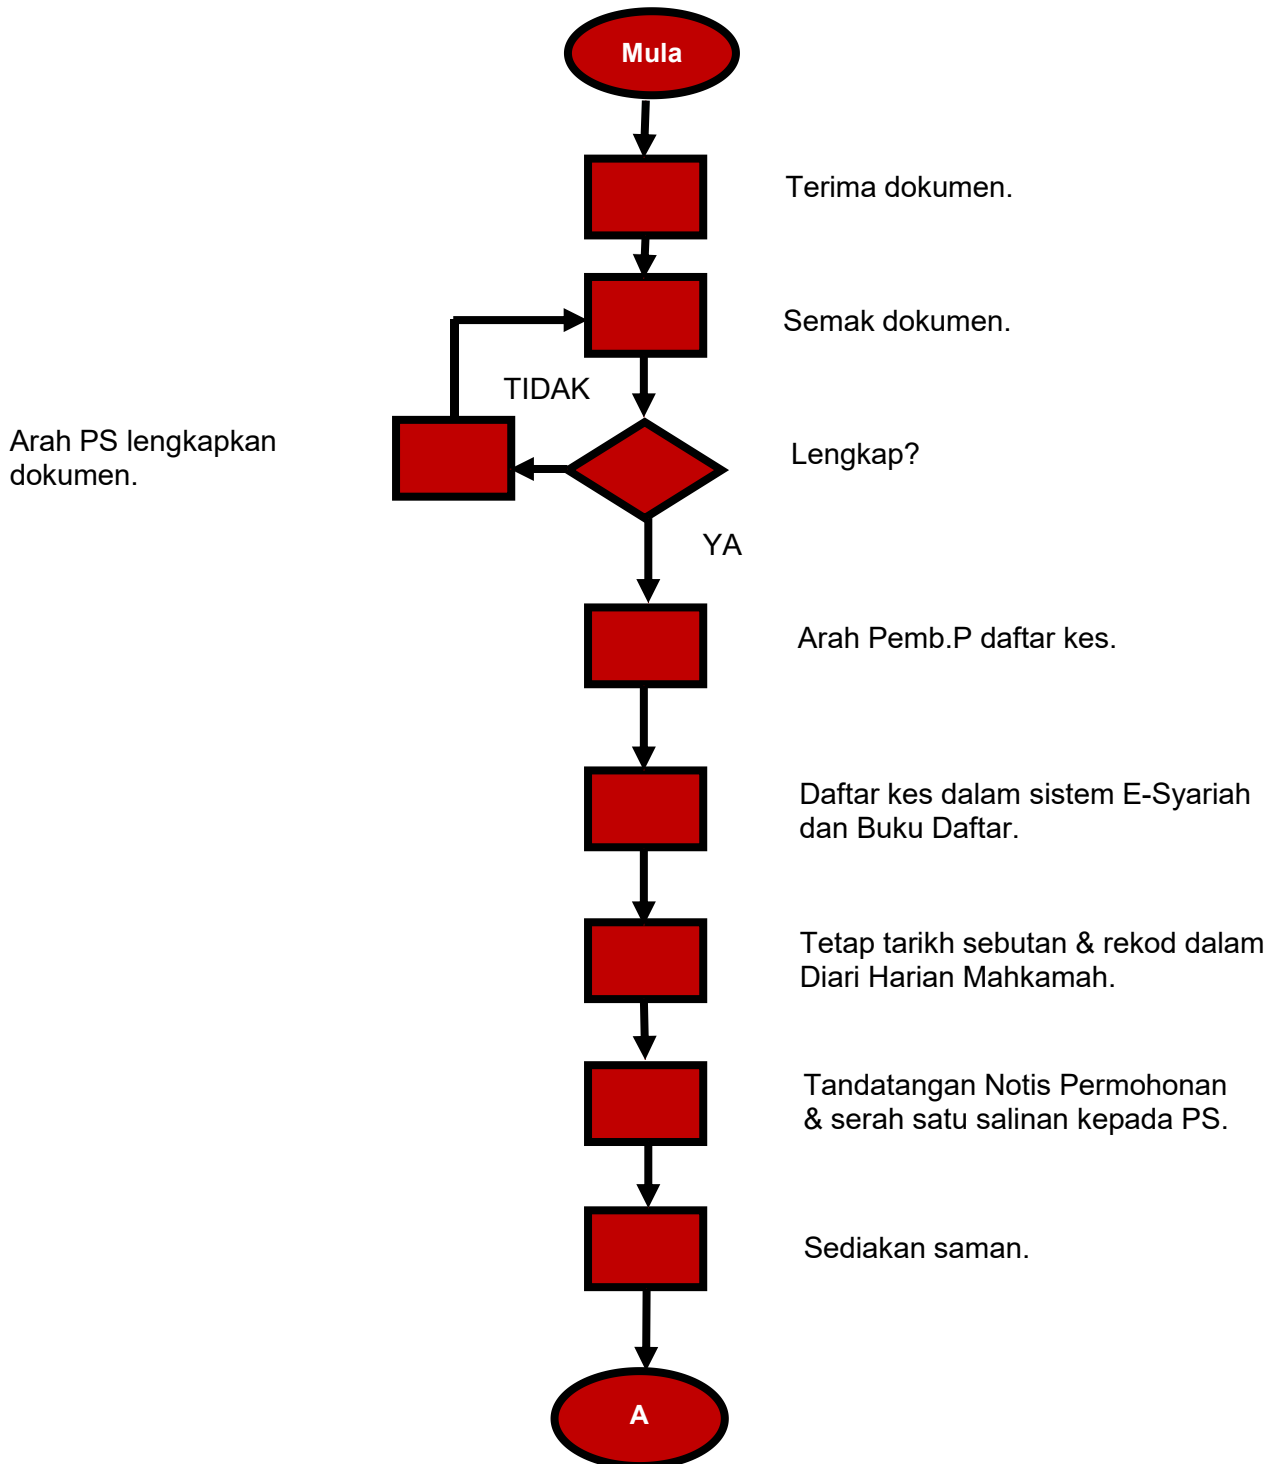 Mula
Terima dokumen.
Semak dokumen.
TIDAK
Arah PS lengkapkan
dokumen.
Lengkap?
YA
Arah Pemb.P daftar kes.
Daftar kes dalam sistem E-Syariah
dan Buku Daftar.
Tetap tarikh sebutan & rekod dalam
Diari Harian Mahkamah.
Tandatangan Notis Permohonan
& serah satu salinan kepada PS.
Sediakan saman.
A